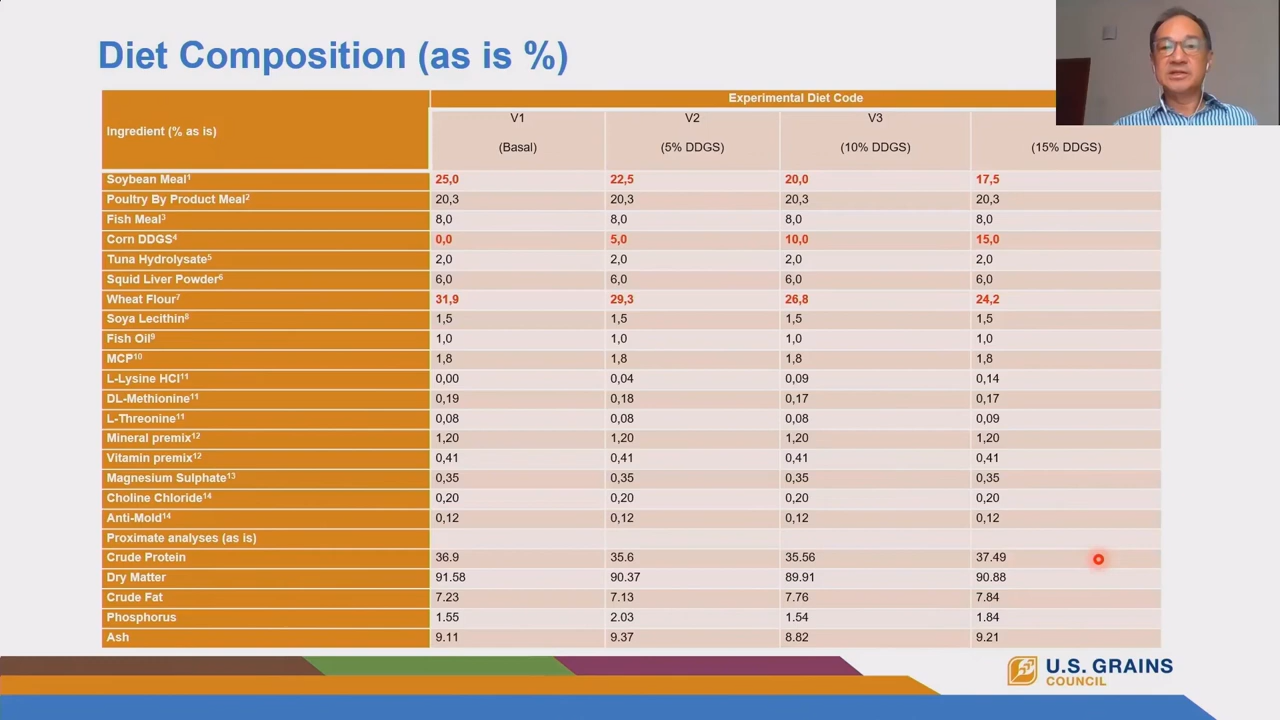 Diet Composition (as is %)
Ingredient (% as is) Experimental Diet Code
V1 V2 V3
(Basal) (5% DDGS) (10% DDGS) (15% DDGS)
Soybean Meal¹ 25,0 22,5 20,0 17,5
Poultry By Product Meal² 20,3 20,3 20,3 20,3
Fish Meal³ 8,0 8,0 8,0 8,0
Corn DDGS⁴ 0,0 5,0 10,0 15,0
Tuna Hydrolysate⁵ 2,0 2,0 2,0 2,0
Squid Liver Powder⁶ 6,0 6,0 6,0 6,0
Wheat Flour⁷ 31,9 29,3 26,8 24,2
Soya Lecithin⁸ 1,5 1,5 1,5 1,5
Fish Oil⁹ 1,0 1,0 1,0 1,0
MCP¹⁰ 1,8 1,8 1,8 1,8
L-Lysine HCl¹¹ 0,00 0,04 0,09 0,14
DL-Methionine¹¹ 0,19 0,18 0,17 0,17
L-Threonine¹¹ 0,08 0,08 0,08 0,09
Mineral premix¹² 1,20 1,20 1,20 1,20
Vitamin premix¹² 0,41 0,41 0,41 0,41
Magnesium Sulphate¹³ 0,35 0,35 0,35 0,35
Choline Chloride¹⁴ 0,20 0,20 0,20 0,20
Anti-Mold¹⁴ 0,12 0,12 0,12 0,12
Proximate analyses (as is)
Crude Protein 36.9 35.6 35.56 37.49
Dry Matter 91.58 90.37 89.91 90.88
Crude Fat 7.23 7.13 7.76 7.84
Phosphorus 1.55 2.03 1.54 1.84
Ash 9.11 9.37 8.82 9.21
U.S. GRAINS
COUNCIL